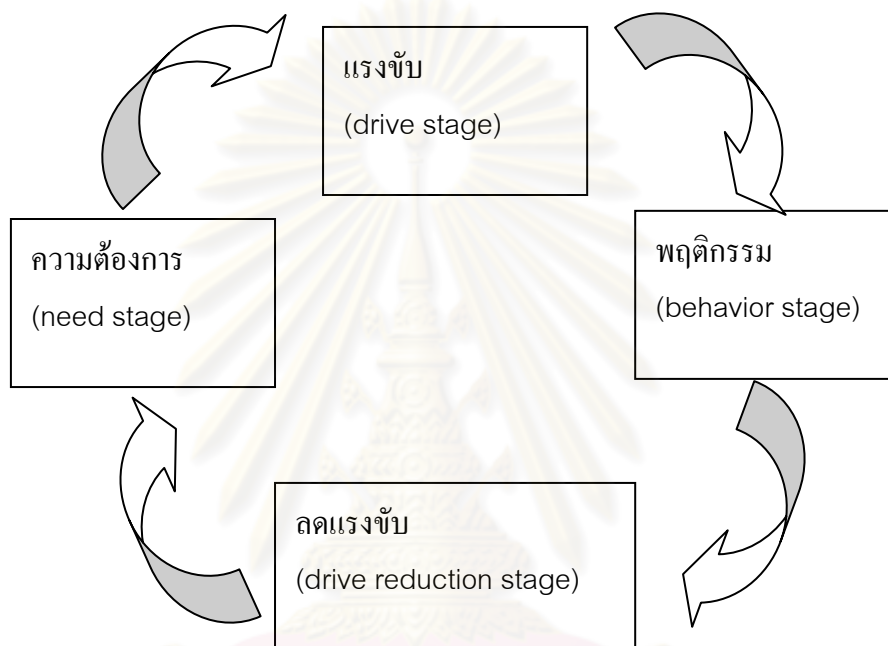 แรงขับ
(drive stage)
ความต้องการ
(need stage)
พฤติกรรม
(behavior stage)
ลดแรงขับ
(drive reduction stage)